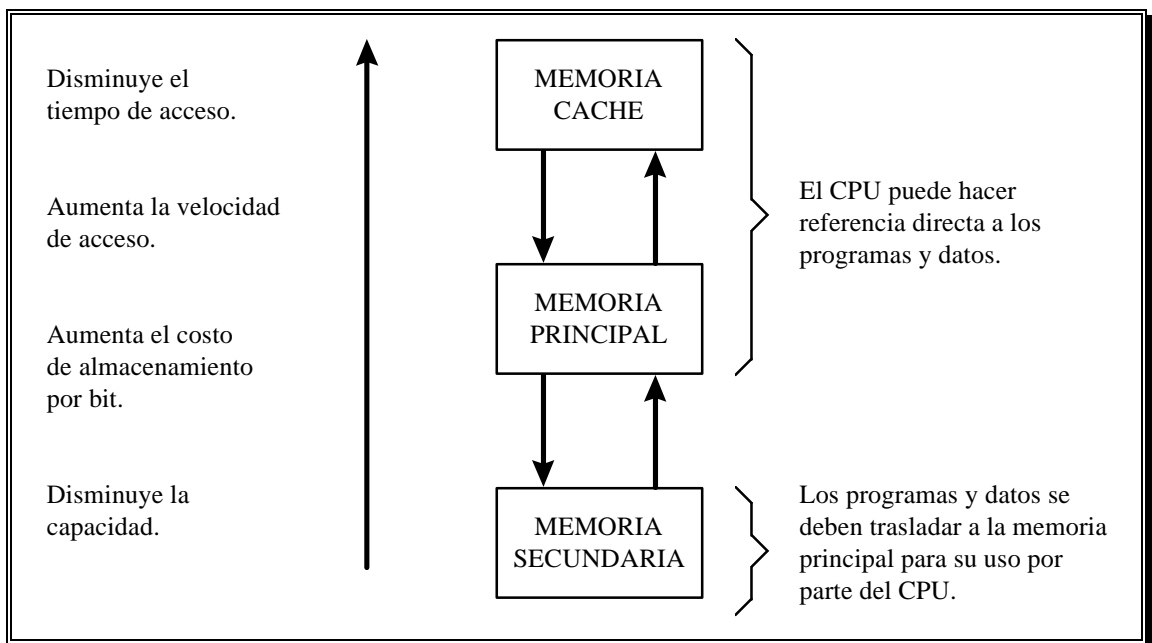 Disminuye el
tiempo de acceso.
Aumenta la velocidad
de acceso.
Aumenta el costo
de almacenamiento
por bit.
Disminuye la
capacidad.
MEMORIA
CACHE
MEMORIA
PRINCIPAL
MEMORIA
SECUNDARIA
El CPU puede hacer
referencia directa a los
programas y datos.
Los programas y datos se
deben trasladar a la memoria
principal para su uso por
parte del CPU.